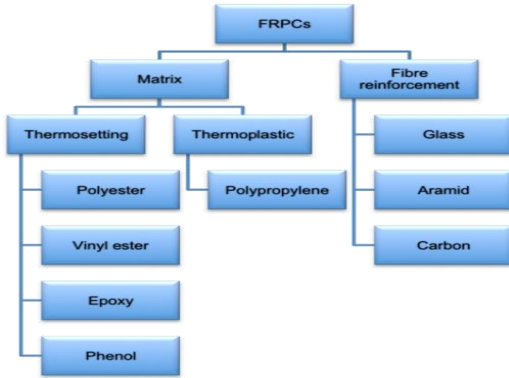 FRPCs
Matrix
Fibre
reinforcement
Thermosetting
Thermoplastic
Glass
Polyester
Polypropylene
Aramid
Vinyl ester
Carbon
Epoxy
Phenol